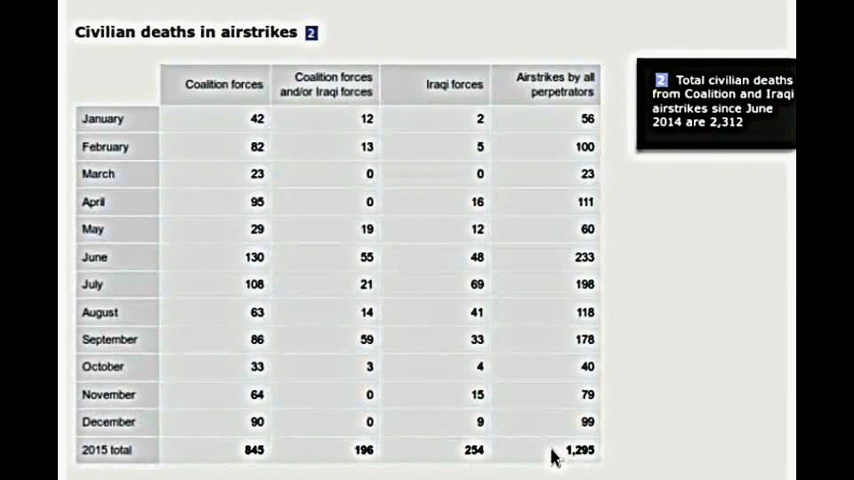 Civilian deaths in airstrikes 2
Coalition forces
Coalition forces
and/or Iraqi forces
Iraqi forces
Airstrikes by all
perpetrators
January 42 12 2 56
February 82 13 5 100
March 23 0 0 23
April 95 0 16 111
May 29 19 12 60
June 130 55 48 233
July 108 21 69 198
August 63 14 41 118
September 86 59 33 178
October 33 3 4 40
November 64 0 15 79
December 90 0 9 99
2015 total 845 196 254 1,295
2 Total civilian deaths
from Coalition and Iraqi
airstrikes since June
2014 are 2,312